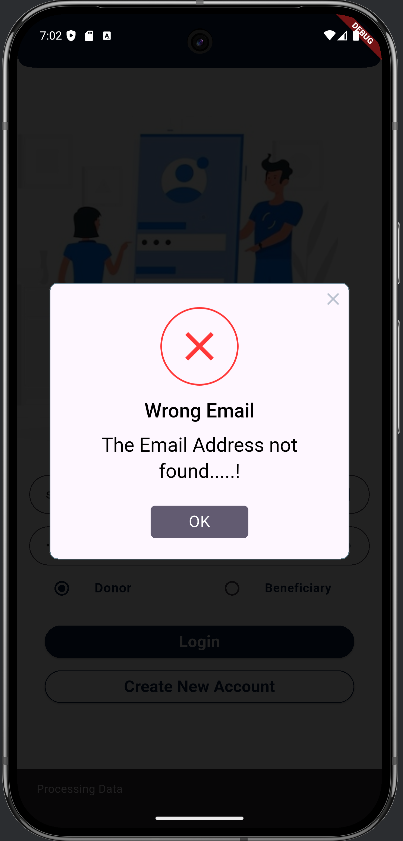 7:02
DEBUG
Wrong Email
The Email Address not
found.....!
OK
Donor
Beneficiary
Login
Create New Account
Processing Data